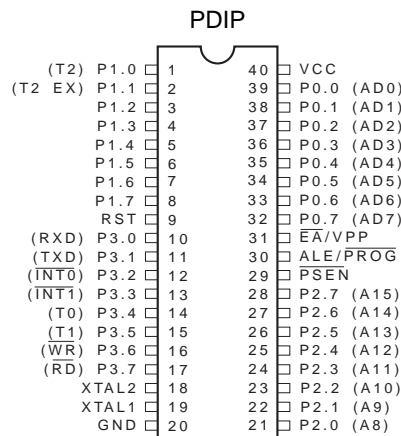 PDIP
(T2) P1.0 1 40 VCC
(T2 EX) P1.1 2 39 P0.0 (AD0)
P1.2 3 38 P0.1 (AD1)
P1.3 4 37 P0.2 (AD2)
P1.4 5 36 P0.3 (AD3)
P1.5 6 35 P0.4 (AD4)
P1.6 7 34 P0.5 (AD5)
P1.7 8 33 P0.6 (AD6)
RST 9 32 P0.7 (AD7)
(RXD) P3.0 10 31 E̅A̅/VPP
(TXD) P3.1 11 30 ALE/P̅R̅O̅G̅
(I̅N̅T̅0̅) P3.2 12 29 P̅S̅E̅N̅
(I̅N̅T̅1̅) P3.3 13 28 P2.7 (A15)
(T0) P3.4 14 27 P2.6 (A14)
(T1) P3.5 15 26 P2.5 (A13)
(W̅R̅) P3.6 16 25 P2.4 (A12)
(R̅D̅) P3.7 17 24 P2.3 (A11)
XTAL2 18 23 P2.2 (A10)
XTAL1 19 22 P2.1 (A9)
GND 20 21 P2.0 (A8)